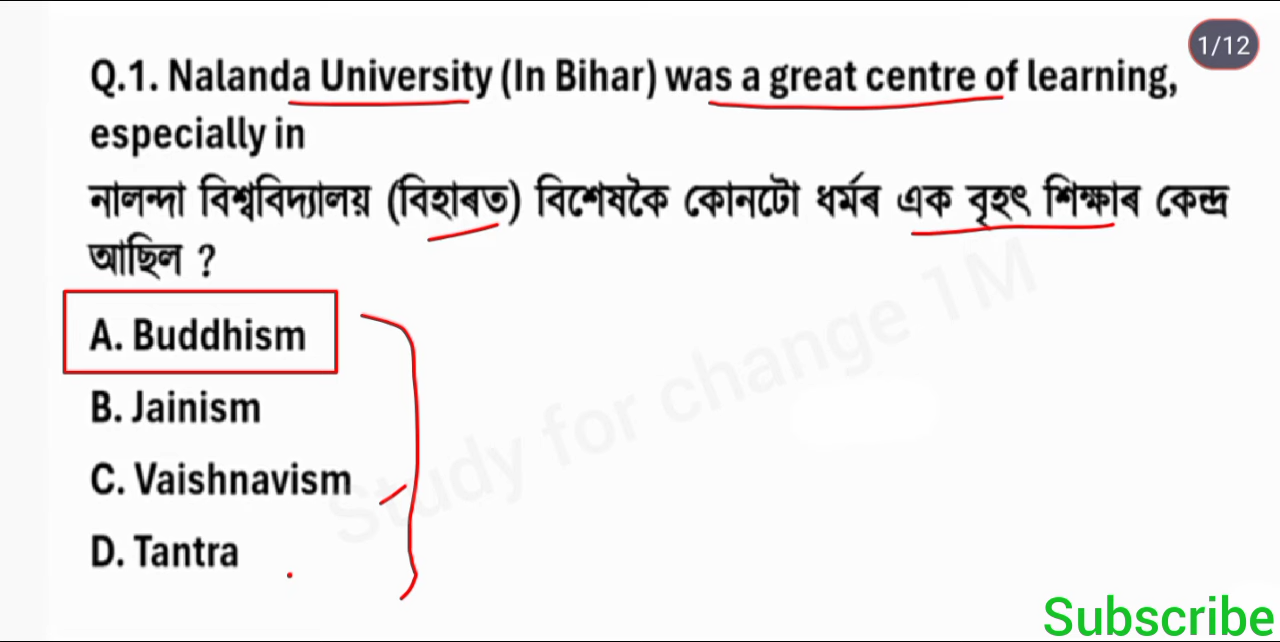 1/12
Q.1. Nalanda University (In Bihar) was a great centre of learning,
especially in
নালন্দা বিশ্ববিদ্যালয় (বিহাৰত) বিশেষকৈ কোনটো ধৰ্মৰ এক বৃহৎ শিক্ষাৰ কেন্দ্ৰ
আছিল ?
A. Buddhism
B. Jainism
C. Vaishnavism
D. Tantra
Study for change 1M
Subscribe